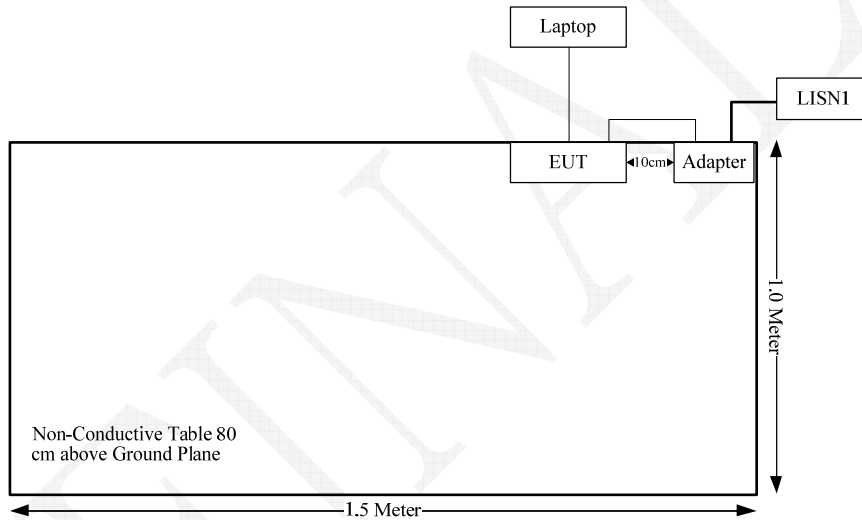 Laptop
LISN1
EUT
10cm
Adapter
1.0 Meter
Non-Conductive Table 80
cm above Ground Plane
1.5 Meter